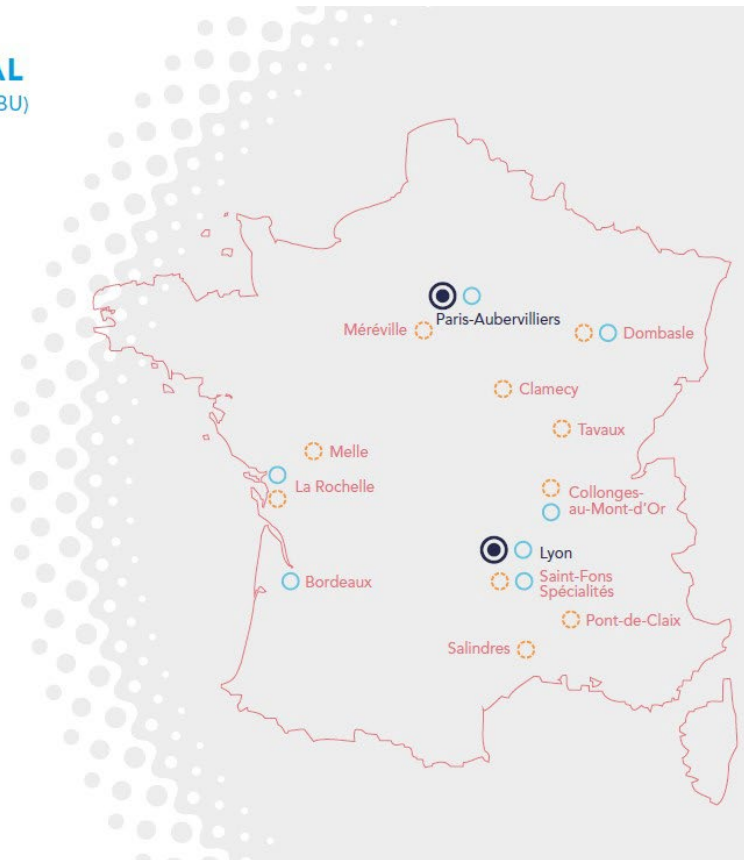 AL
BU)
Paris-Aubervilliers
Méréville
Dombasle
Clamecy
Tavaux
Melle
La Rochelle
Collonges-
au-Mont-d'Or
Lyon
Bordeaux
Saint-Fons
Spécialités
Pont-de-Claix
Salindres